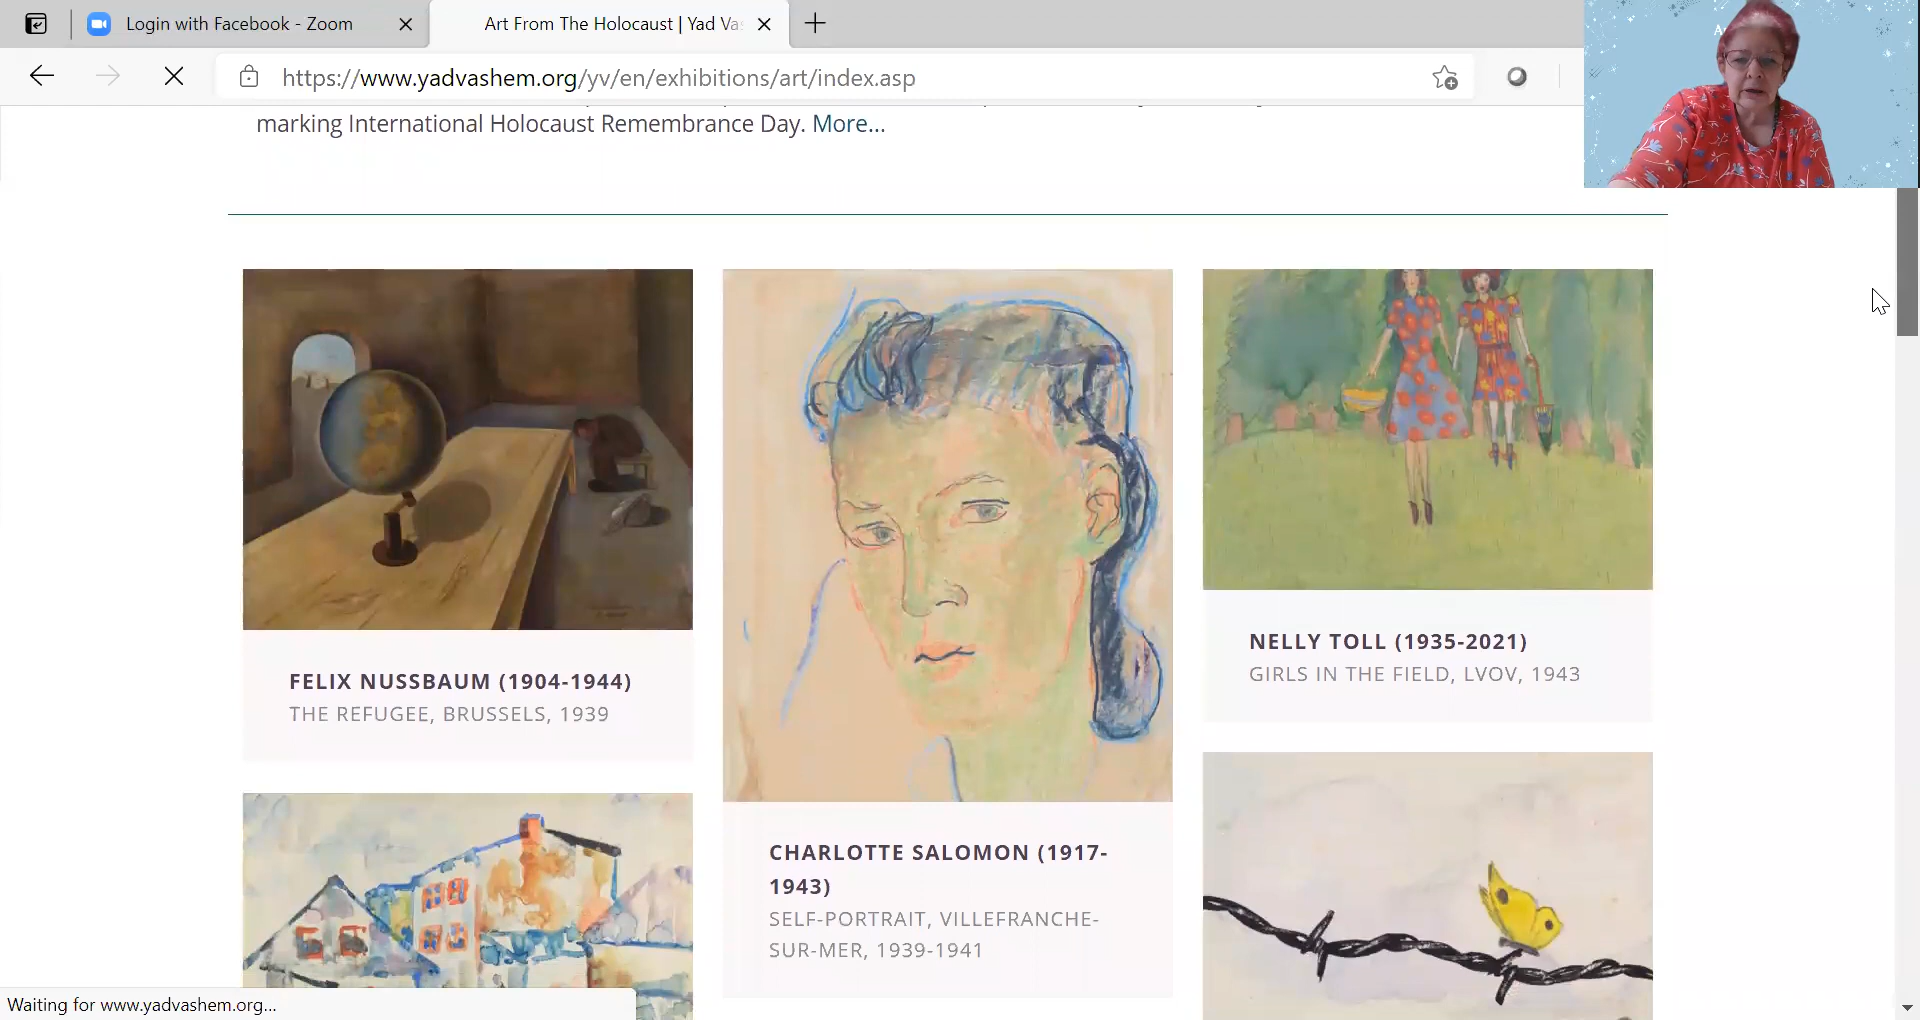 Login with Facebook - Zoom
Art From The Holocaust | Yad Vas
https://www.yadvashem.org/yv/en/exhibitions/art/index.asp
marking International Holocaust Remembrance Day. More...
FELIX NUSSBAUM (1904-1944)
THE REFUGEE, BRUSSELS, 1939
NELLY TOLL (1935-2021)
GIRLS IN THE FIELD, LVOV, 1943
CHARLOTTE SALOMON (1917-
1943)
SELF-PORTRAIT, VILLEFRANCHE-
SUR-MER, 1939-1941
Waiting for www.yadvashem.org...